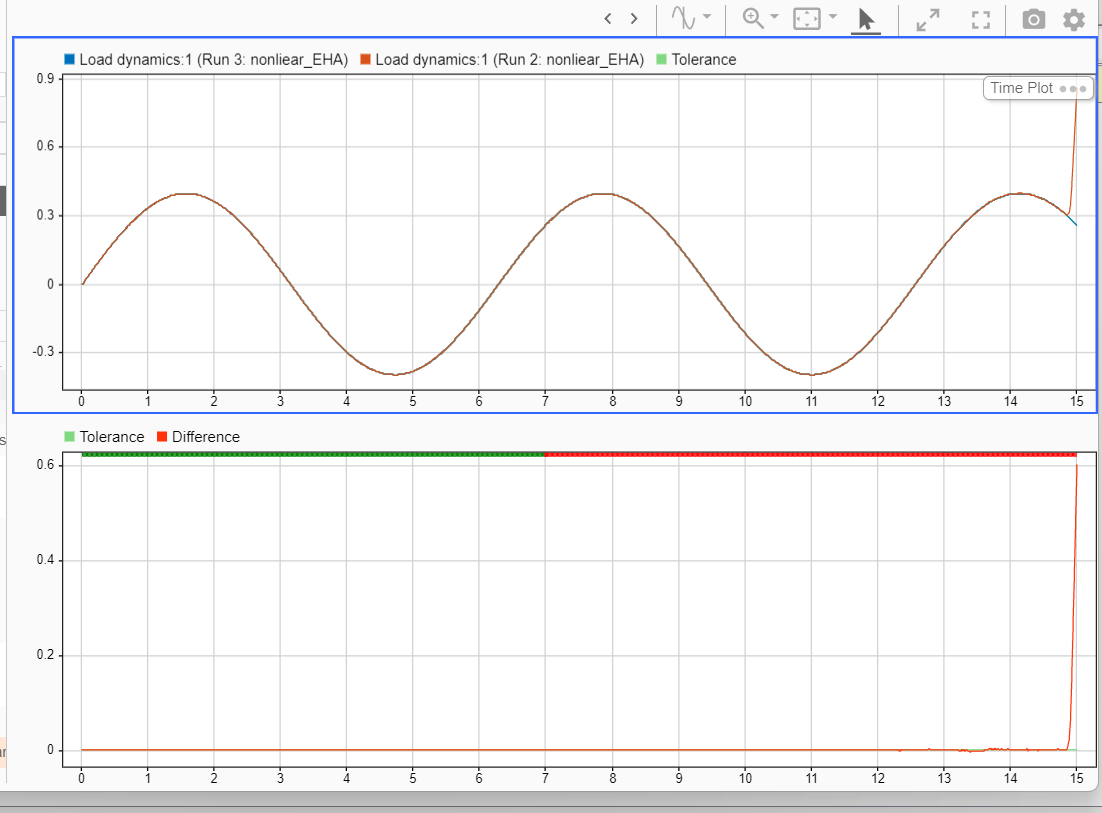 Load dynamics:1 (Run 3: nonliear_EHA) Load dynamics:1 (Run 2: nonliear_EHA) Tolerance
Time Plot
0.9
0.6
0.3
0
-0.3
0 1 2 3 4 5 6 7 8 9 10 11 12 13 14 15
Tolerance Difference
0.6
0.4
0.2
0
0 1 2 3 4 5 6 7 8 9 10 11 12 13 14 15